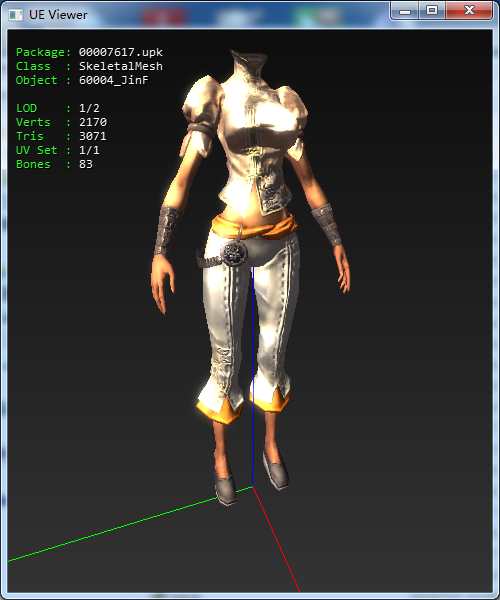 UE Viewer
Package: 00007617.upk
Class : SkeletalMesh
Object : 60004_JinF
LOD : 1/2
Verts : 2170
Tris : 3071
UV Set : 1/1
Bones : 83